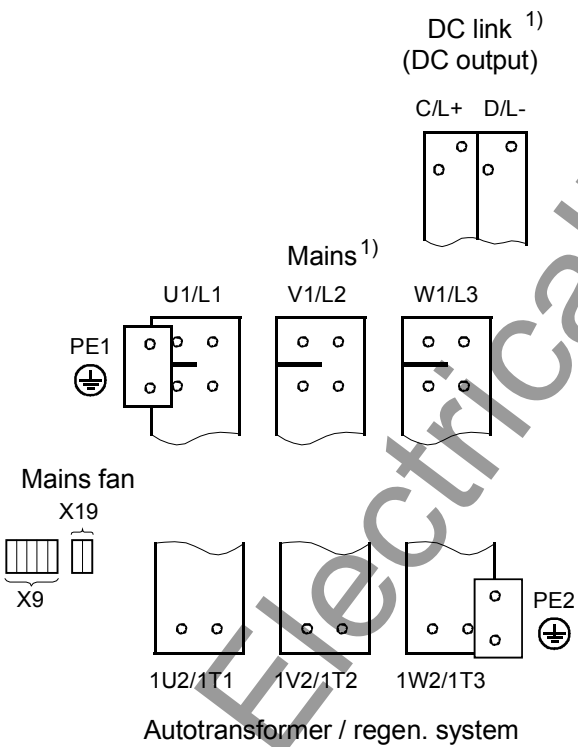 DC link 1)
(DC output)
C/L+ D/L-
Mains 1)
U1/L1 V1/L2 W1/L3
PE1
Mains fan
X19
X9
PE2
1U2/1T1 1V2/1T2 1W2/1T3
Autotransformer / regen. system
Electrical